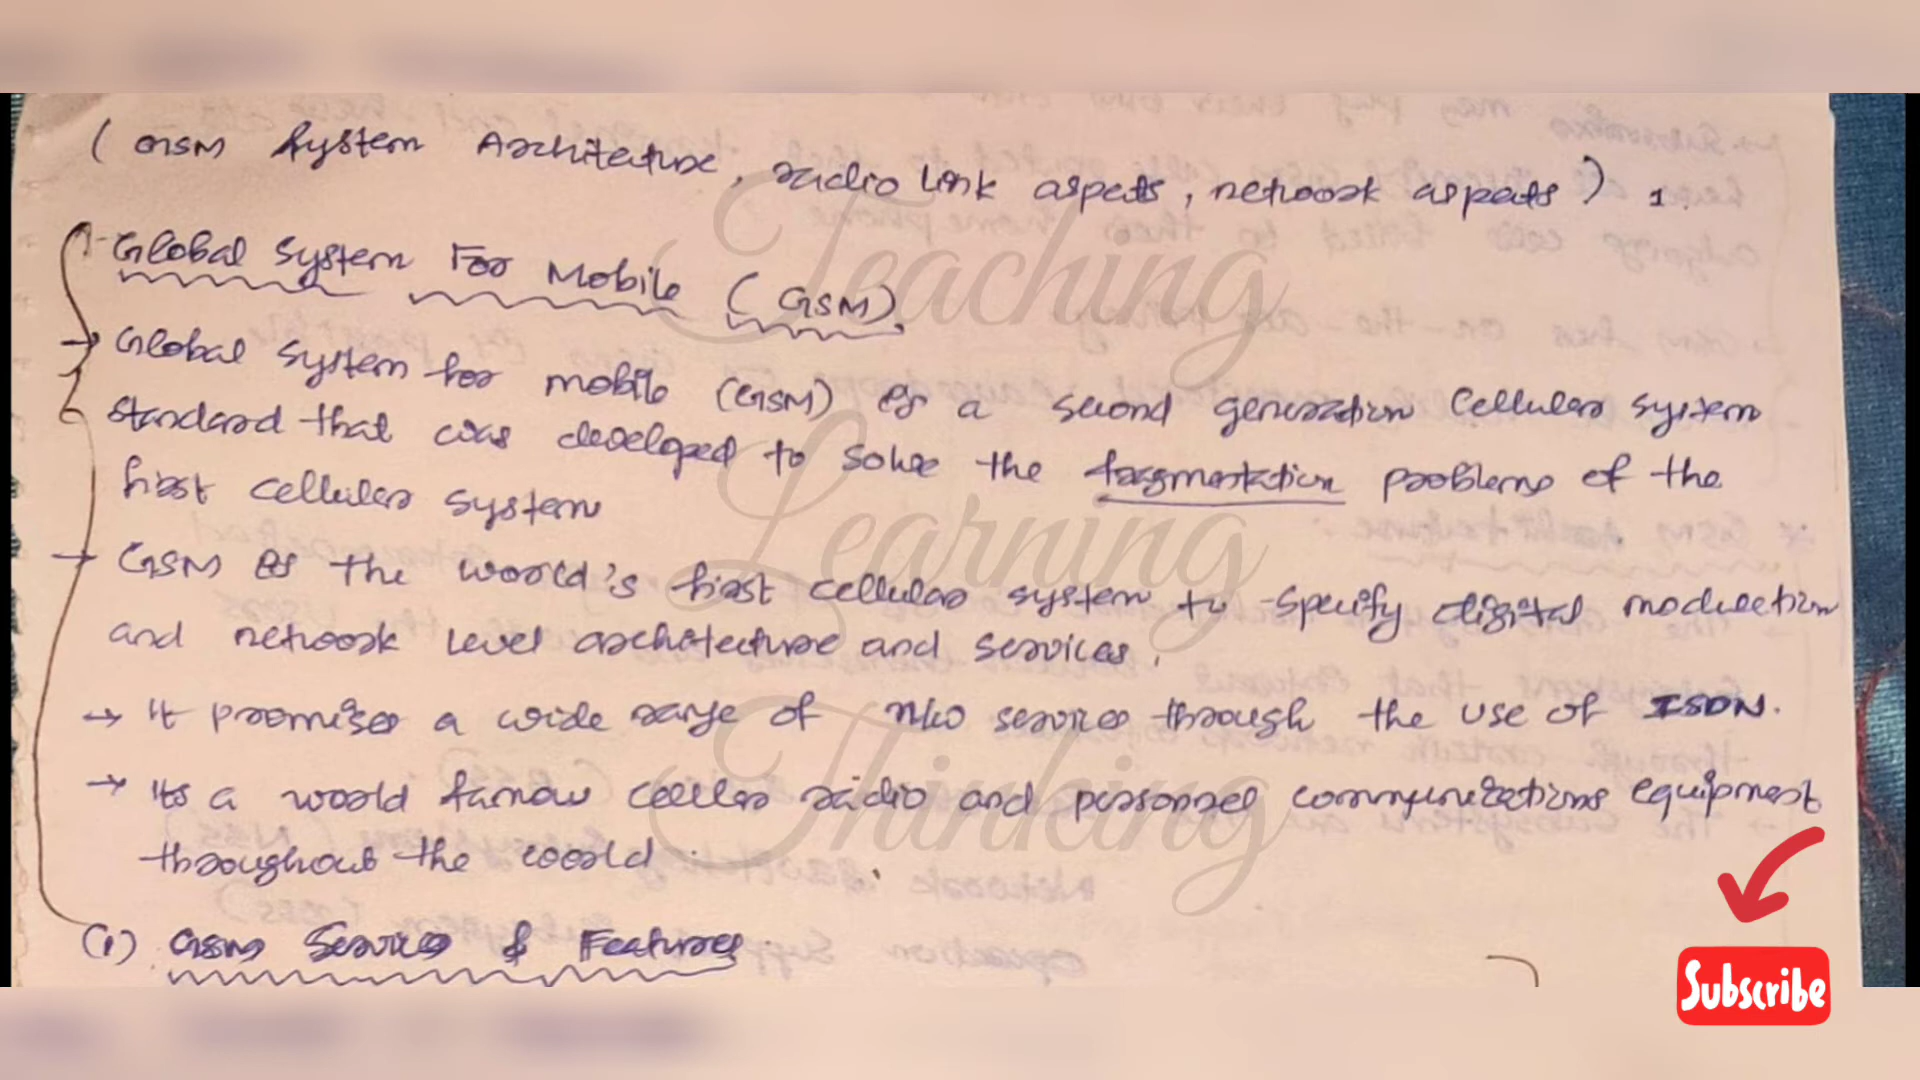 ( GSM System Architecture, radio link aspects, network aspects ) 1.
Global System For Mobile (GSM).
→ Global System for mobile (GSM) is a second generation cellular system
standard that was developed to solve the fragmentation problems of the
first cellular system
→ GSM is the world's first cellular system to specify digital modulation
and network level architecture and services.
→ It promises a wide range of n/w services through the use of ISDN.
→ Its a world famous cellular radio and personnel communications equipment
throughout the world.
(1) GSM Services & Features.
Teaching
Learning
Thinking
Subscribe